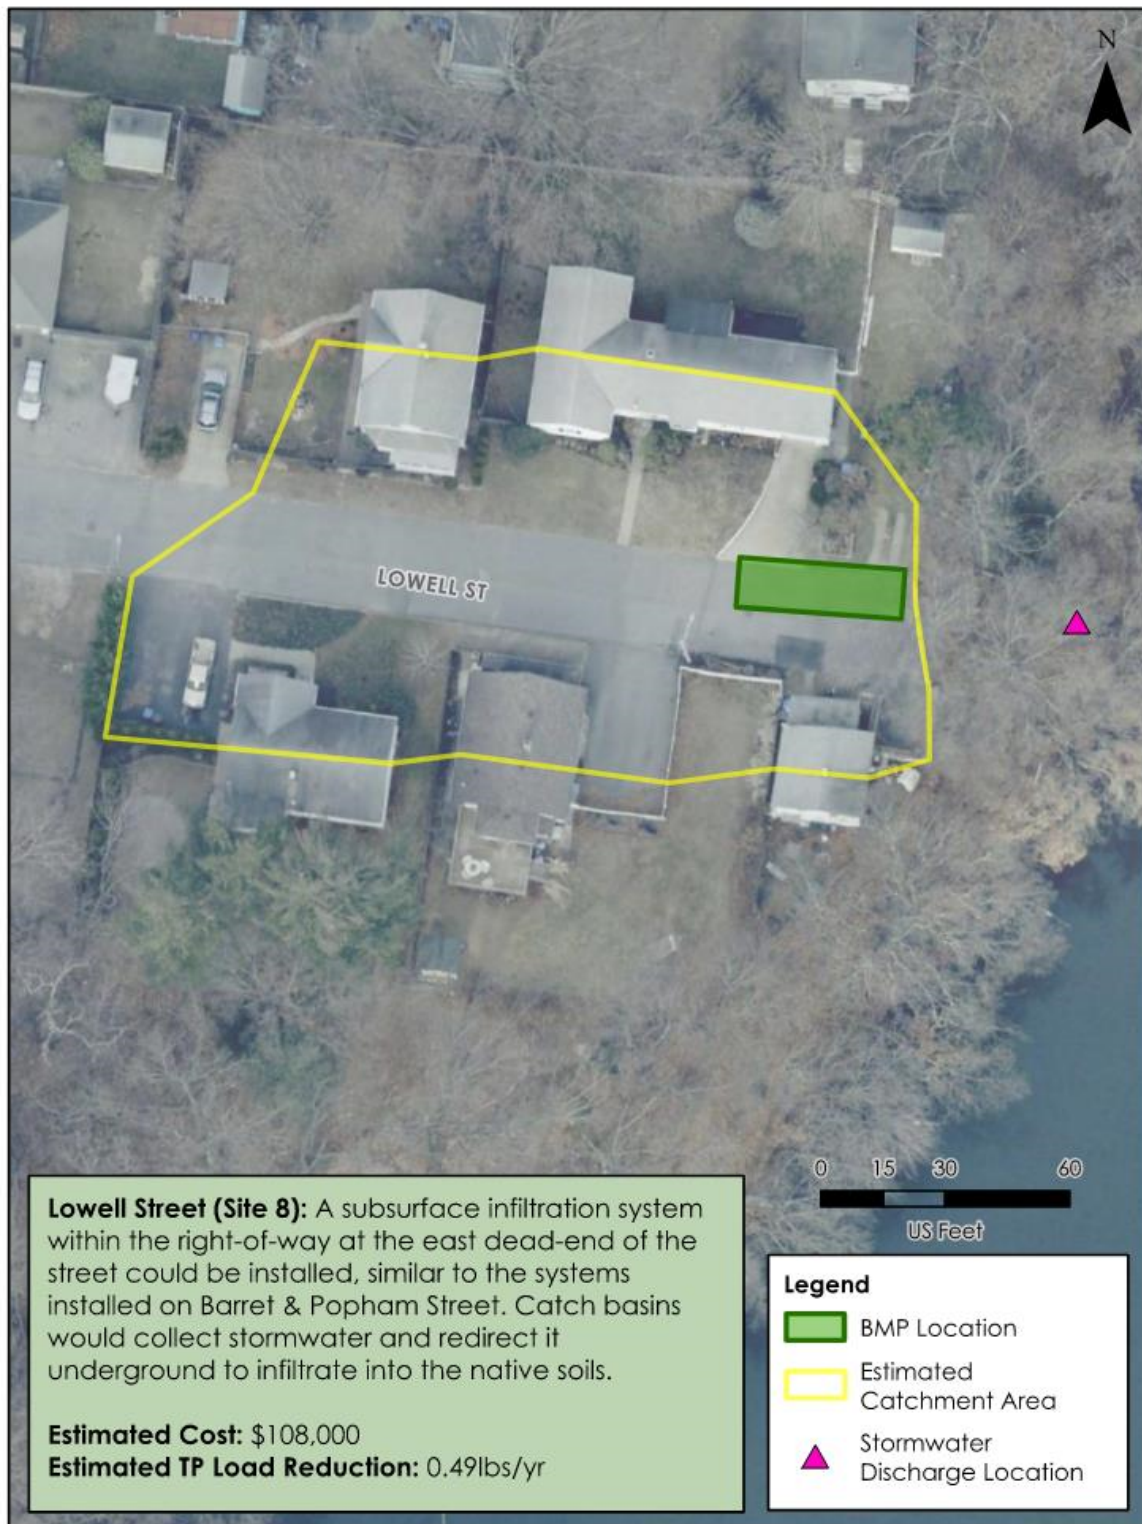 N
LOWELL ST
0 15 30 60
US Feet
Lowell Street (Site 8): A subsurface infiltration system
within the right-of-way at the east dead-end of the
street could be installed, similar to the systems
installed on Barret & Popham Street. Catch basins
would collect stormwater and redirect it
underground to infiltrate into the native soils.
Estimated Cost: $108,000
Estimated TP Load Reduction: 0.49lbs/yr
Legend
BMP Location
Estimated
Catchment Area
Stormwater
Discharge Location